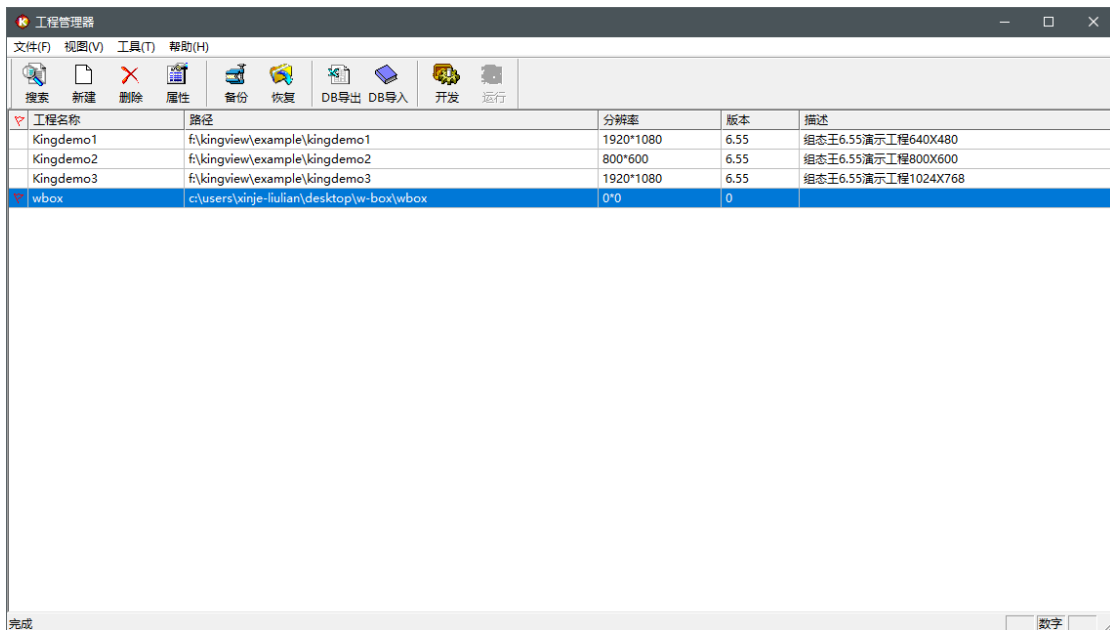 工程管理器
文件(F) 视图(V) 工具(T) 帮助(H)
搜索 新建 删除 属性 备份 恢复 DB导出 DB导入 开发 运行
工程名称 路径 分辨率 版本 描述
Kingdemo1 f:\kingview\example\kingdemo1 1920*1080 6.55 组态王6.55演示工程640X480
Kingdemo2 f:\kingview\example\kingdemo2 800*600 6.55 组态王6.55演示工程800X600
Kingdemo3 f:\kingview\example\kingdemo3 1920*1080 6.55 组态王6.55演示工程1024X768
wbox c:\users\xinje-liulian\desktop\w-box\wbox 0*0 0
完成 数字